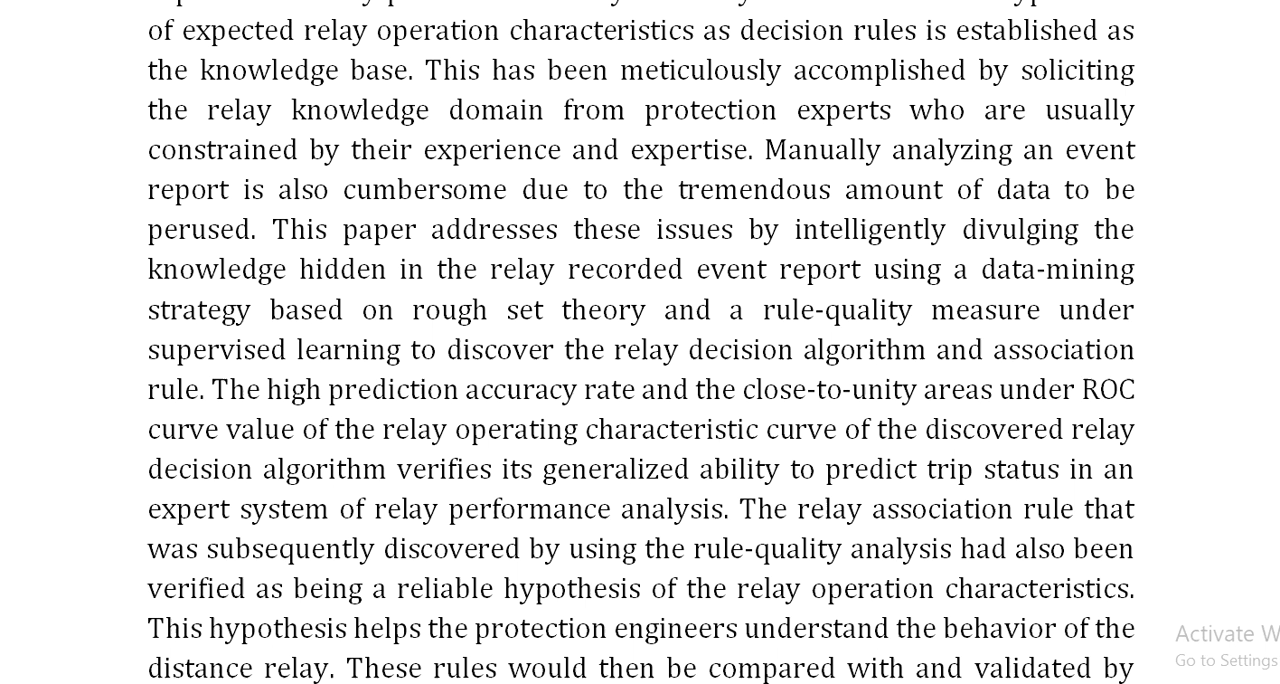 of expected relay operation characteristics as decision rules is established as
the knowledge base. This has been meticulously accomplished by soliciting
the relay knowledge domain from protection experts who are usually
constrained by their experience and expertise. Manually analyzing an event
report is also cumbersome due to the tremendous amount of data to be
perused. This paper addresses these issues by intelligently divulging the
knowledge hidden in the relay recorded event report using a data-mining
strategy based on rough set theory and a rule-quality measure under
supervised learning to discover the relay decision algorithm and association
rule. The high prediction accuracy rate and the close-to-unity areas under ROC
curve value of the relay operating characteristic curve of the discovered relay
decision algorithm verifies its generalized ability to predict trip status in an
expert system of relay performance analysis. The relay association rule that
was subsequently discovered by using the rule-quality analysis had also been
verified as being a reliable hypothesis of the relay operation characteristics.
This hypothesis helps the protection engineers understand the behavior of the
distance relay. These rules would then be compared with and validated by
Activate W
Go to Settings